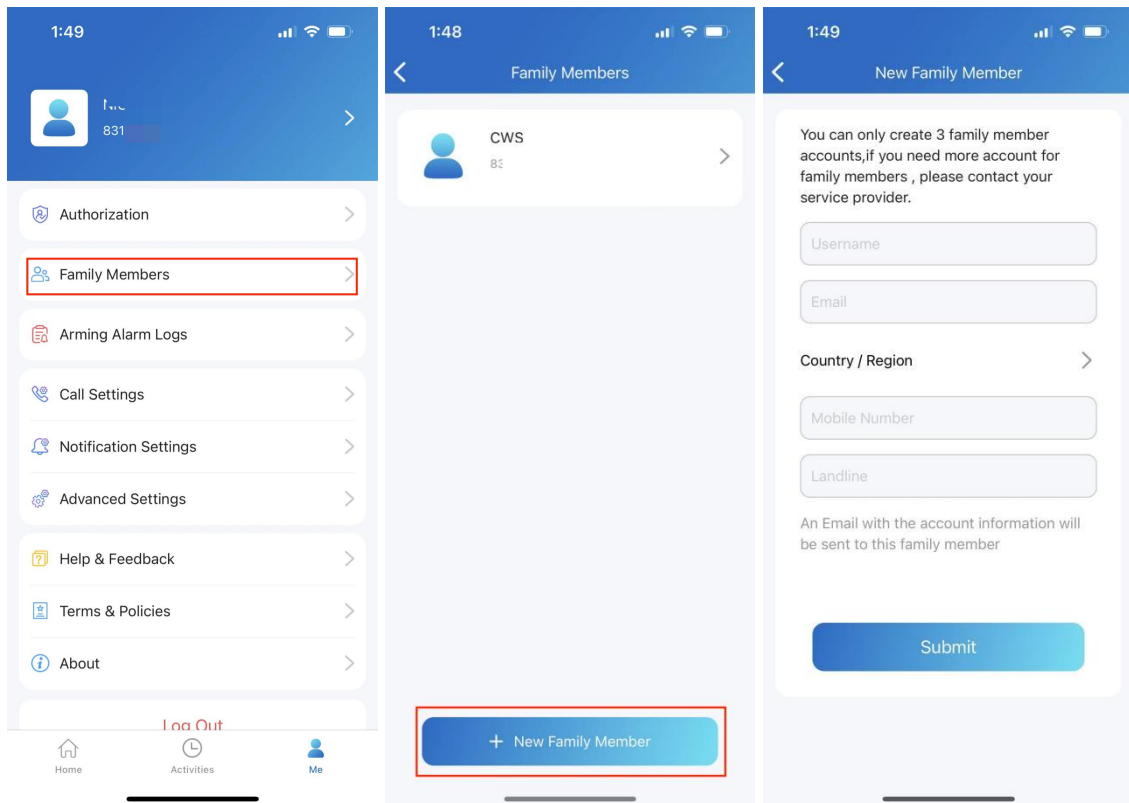 1:49
831
Authorization
Family Members
Arming Alarm Logs
Call Settings
Notification Settings
Advanced Settings
Help & Feedback
Terms & Policies
About
Log Out
Home
Activities
Me
1:48
Family Members
CWS
+ New Family Member
1:49
New Family Member
You can only create 3 family member
accounts,if you need more account for
family members , please contact your
service provider.
Username
Email
Country / Region
Mobile Number
Landline
An Email with the account information will
be sent to this family member
Submit